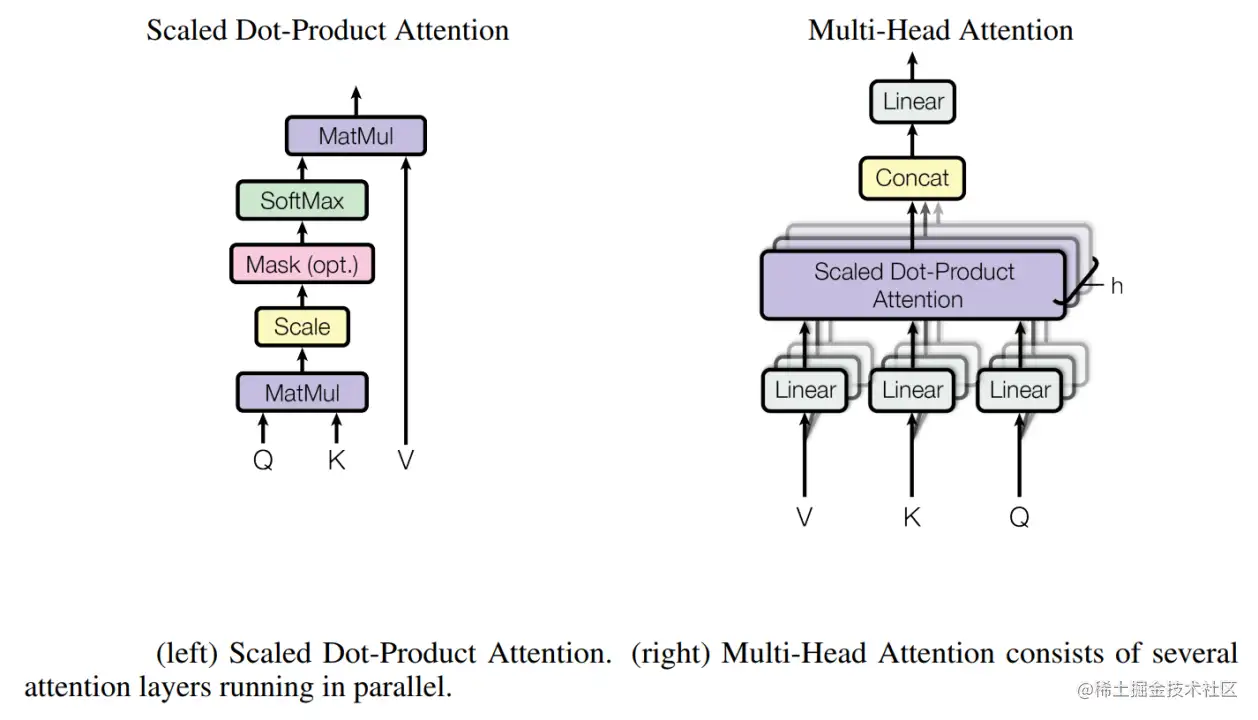 Scaled Dot-Product Attention
MatMul
SoftMax
Mask (opt.)
Scale
MatMul
Q K V
Multi-Head Attention
Linear
Concat
Scaled Dot-Product
Attention
h
Linear Linear Linear
V K Q
(left) Scaled Dot-Product Attention. (right) Multi-Head Attention consists of several
attention layers running in parallel.
@稀土掘金技术社区